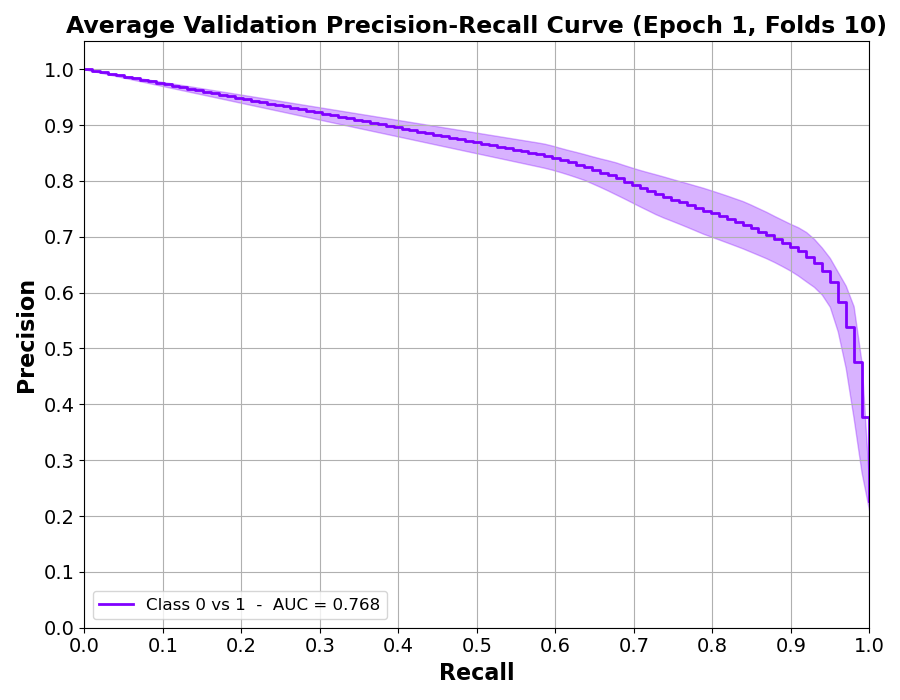 Average Validation Precision-Recall Curve (Epoch 1, Folds 10)
1.0
0.9
0.8
0.7
0.6
0.5
0.4
0.3
0.2
0.1
0.0
Precision
Class 0 vs 1 - AUC = 0.768
0.0 0.1 0.2 0.3 0.4 0.5 0.6 0.7 0.8 0.9 1.0
Recall